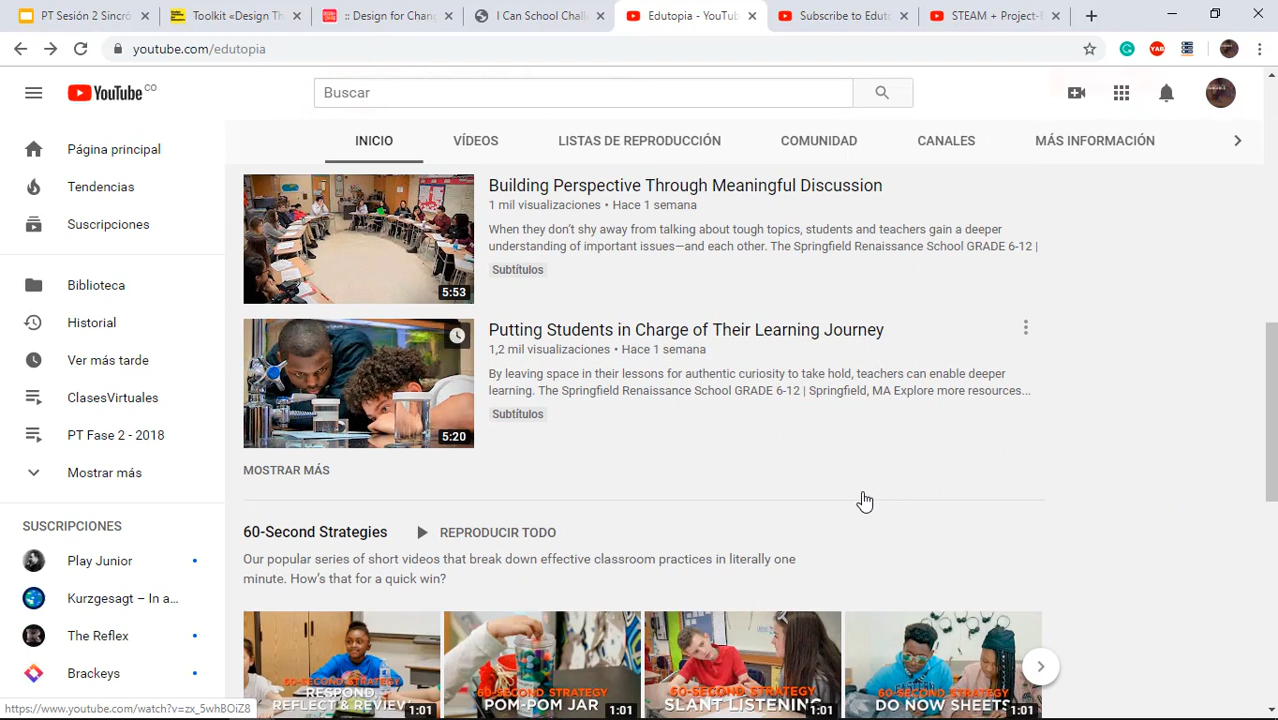 PT Sesión 2 Sincró
Toolkit «Design Th
:: Design for Chang
I Can School Challe
Edutopia - YouTub
Subscribe to Eduto
STEAM + Project-B
youtube.com/edutopia
YouTube CO
Buscar
INICIO
VÍDEOS
LISTAS DE REPRODUCCIÓN
COMUNIDAD
CANALES
MÁS INFORMACIÓN
Página principal
Tendencias
Suscripciones
Biblioteca
Historial
Ver más tarde
ClasesVirtuales
PT Fase 2 - 2018
Mostrar más
SUSCRIPCIONES
Play Junior
Kurzgesagt – In a...
The Reflex
Brackeys
Building Perspective Through Meaningful Discussion
1 mil visualizaciones • Hace 1 semana
When they don't shy away from talking about tough topics, students and teachers gain a deeper
understanding of important issues—and each other. The Springfield Renaissance School GRADE 6-12 |
Subtítulos
5:53
Putting Students in Charge of Their Learning Journey
1,2 mil visualizaciones • Hace 1 semana
By leaving space in their lessons for authentic curiosity to take hold, teachers can enable deeper
learning. The Springfield Renaissance School GRADE 6-12 | Springfield, MA Explore more resources...
Subtítulos
5:20
MOSTRAR MÁS
60-Second Strategies
REPRODUCIR TODO
Our popular series of short videos that break down effective classroom practices in literally one
minute. How's that for a quick win?
60-SECOND STRATEGY
RESPOND,
REFLECT & REVIEW
1:01
60-SECOND STRATEGY
POM-POM JAR
1:01
60-SECOND STRATEGY
SLANT LISTENING
1:01
60-SECOND STRATEGY
DO NOW SHEETS
1:01
https://www.youtube.com/watch?v=zx_5whBOiZ8